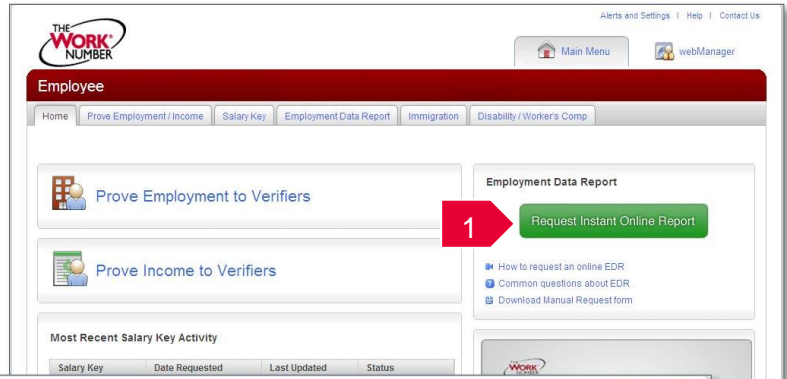 Alerts and Settings | Help | Contact Us
THE
WORK
NUMBER
Main Menu
webManager
Employee
Home
Prove Employment / Income
Salary Key
Employment Data Report
Immigration
Disability / Worker's Comp
Prove Employment to Verifiers
Prove Income to Verifiers
Employment Data Report
1
Request Instant Online Report
How to request an online EDR
Common questions about EDR
Download Manual Request form
Most Recent Salary Key Activity
Salary Key Date Requested Last Updated Status
THE
WORK
NUMBER